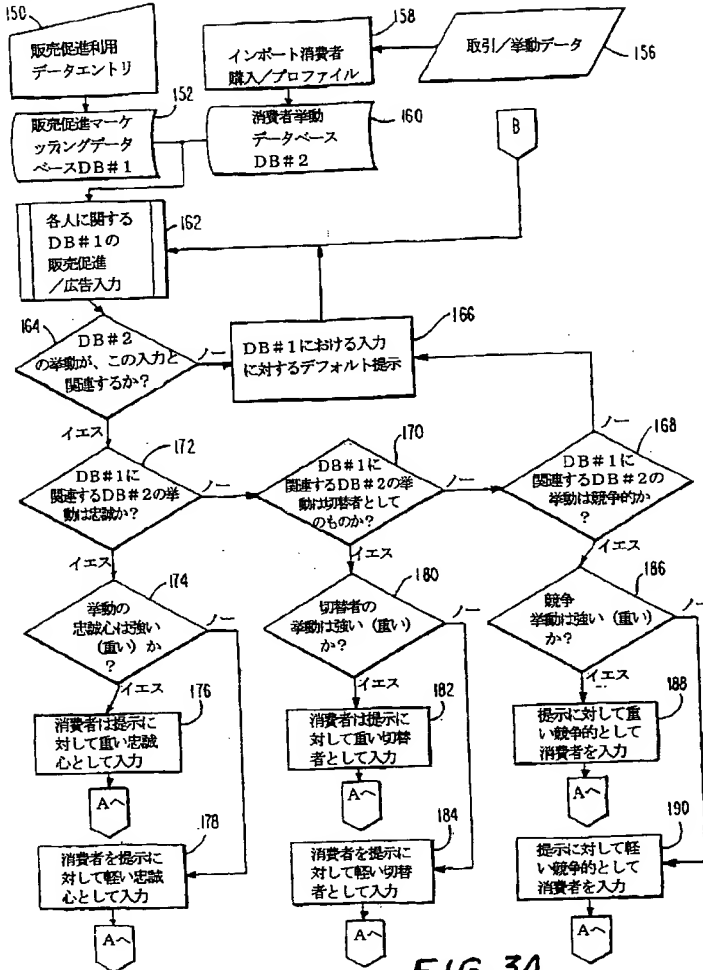 150
販売促進利用
データエントリ
158
インポート消費者
購入/プロファイル
取引/挙動データ
156
152
販売促進マーケ
ッティングデータ
ベースDB#1
消費者挙動
データベース
DB#2
160
B
各人に関する
DB#1の
販売促進
/広告入力
162
164
DB#2
の挙動が、この入力と
関連するか?
ノー
イエス
166
DB#1における入力
に対するデフォルト提示
172
DB#1に
関連するDB#2の挙
動は忠誠か?
ノー
イエス
170
DB#1に
関連するDB#2の挙
動は切替者として
のものか?
ノー
イエス
168
DB#1に
関連するDB#2の
挙動は競争的か
?
ノー
イエス
174
挙動の
忠誠心は強い
(重い)か
?
ノー
イエス
180
切替者の
挙動は強い(重い)
か?
ノー
イエス
186
競争
挙動は強い(重い)
か?
ノー
イエス
176
消費者は提示に
対して重い忠誠
心として入力
Aへ
182
消費者は提示に
対して重い切替
者として入力
Aへ
188
提示に対して重
い競争的として
消費者を入力
Aへ
178
消費者を提示に
対して軽い忠誠
心として入力
Aへ
184
消費者を提示に
対して軽い切替
者として入力
Aへ
190
提示に対して軽
い競争的として
消費者を入力
Aへ
FIG. 3A